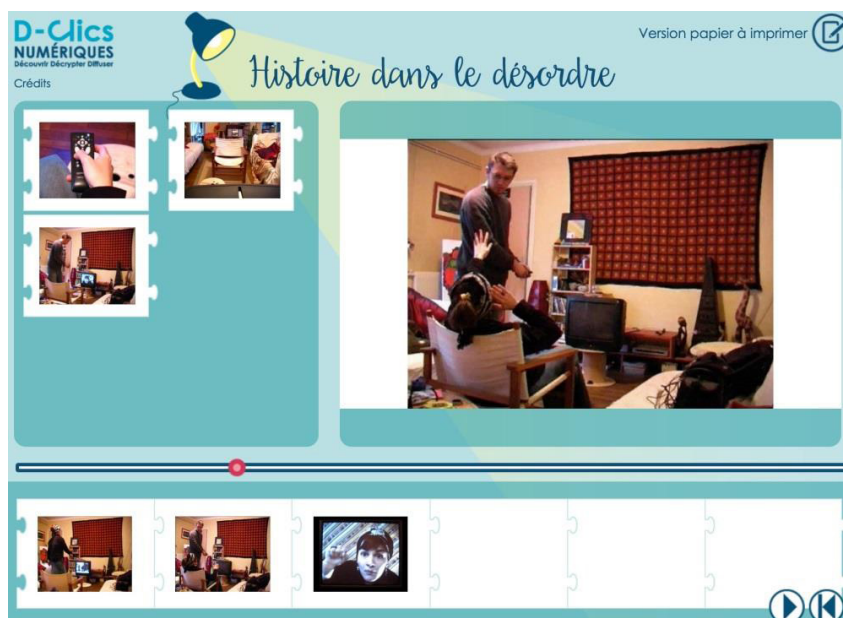 D-Clics
NUMÉRIQUES
Découvrir Décrypter Diffuser
Crédits
Histoire dans le désordre
Version papier à imprimer